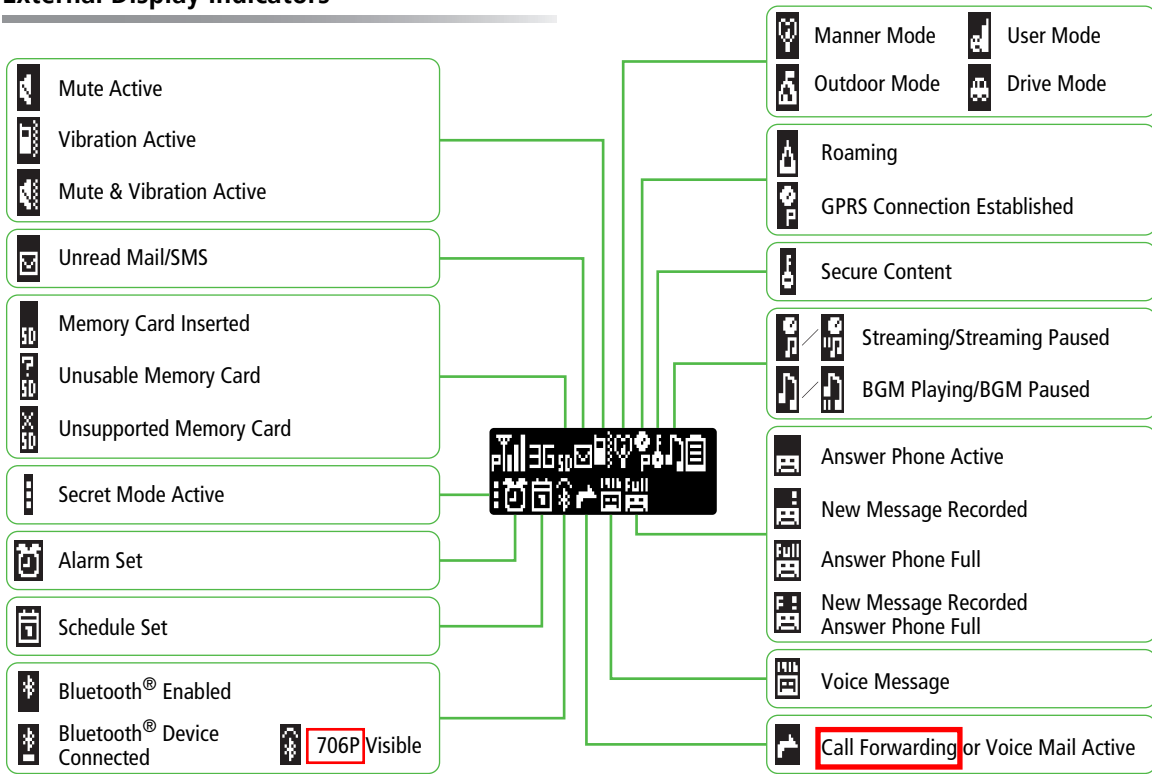 External Display Indicators
Mute Active
Vibration Active
Mute & Vibration Active
Unread Mail/SMS
Memory Card Inserted
Unusable Memory Card
Unsupported Memory Card
Secret Mode Active
Alarm Set
Schedule Set
Bluetooth® Enabled
Bluetooth® Device
Connected
706P Visible
3G SD P Full
Manner Mode
User Mode
Outdoor Mode
Drive Mode
Roaming
P
GPRS Connection Established
Secure Content
Streaming/Streaming Paused
BGM Playing/BGM Paused
Answer Phone Active
New Message Recorded
Full
Answer Phone Full
New Message Recorded
Answer Phone Full
Voice Message
Call Forwarding or Voice Mail Active